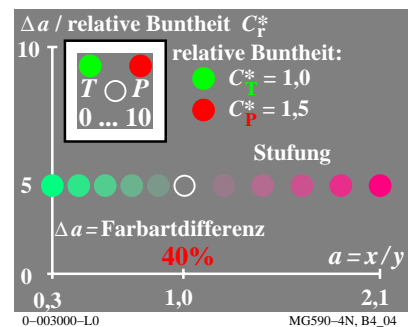 Δa / relative Buntheit C*r
10
relative Buntheit:
T P
C*T = 1,0
0 ... 10
C*P = 1,5
Stufung
5
Δa = Farbartdifferenz
40%
a = x/y
0
0,3 1,0 2,1
0–003000–L0 MG590–4N, B4_04